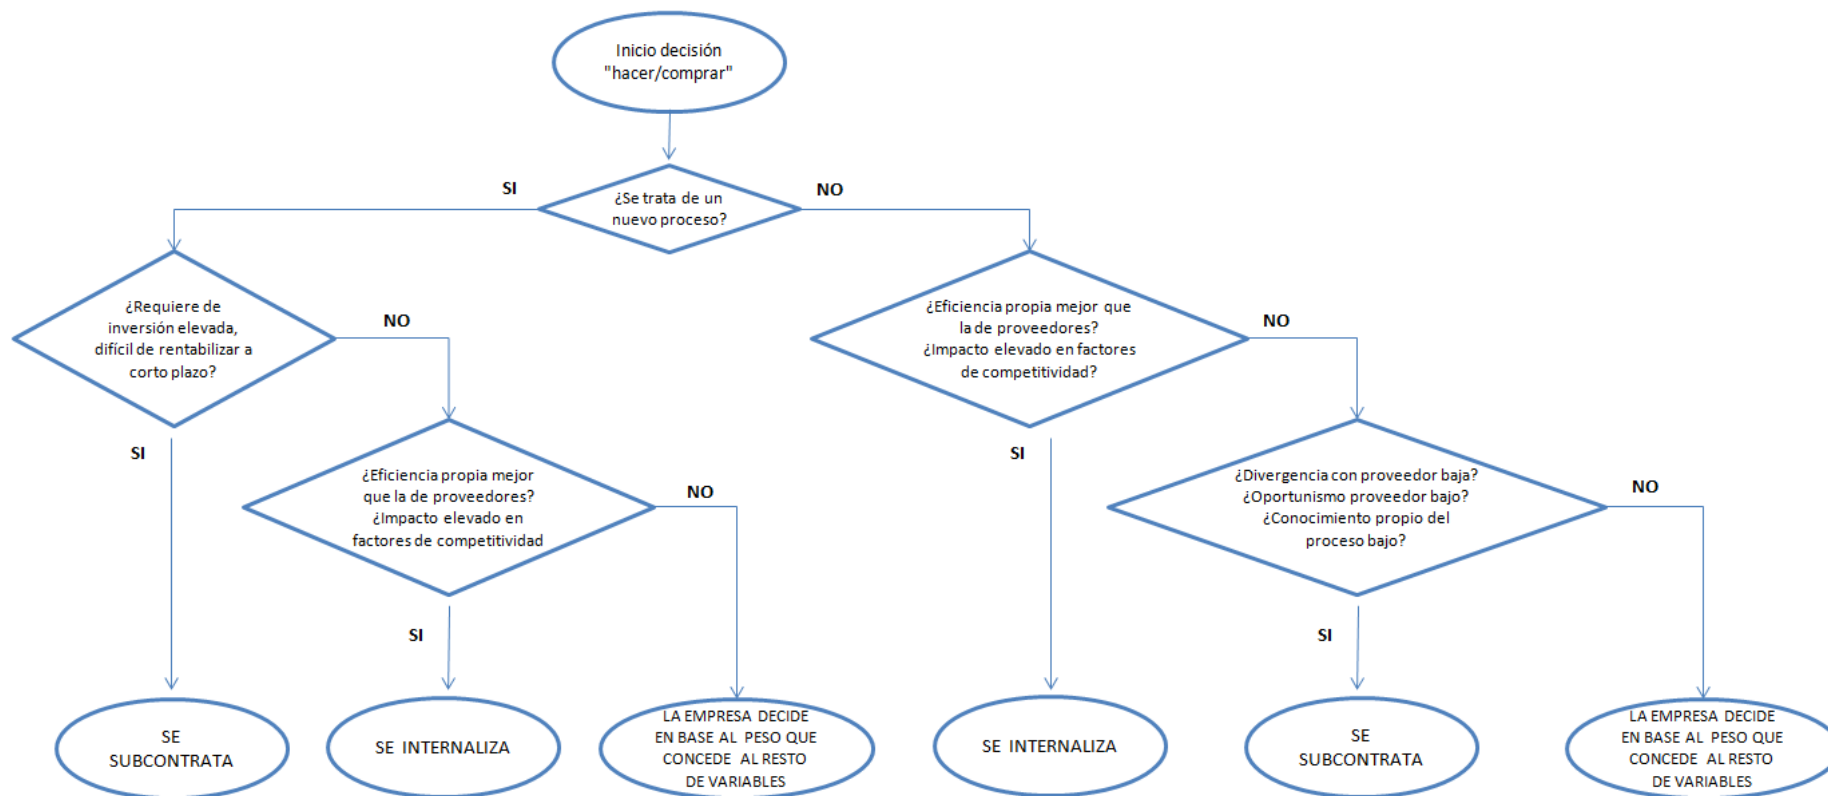 Inicio decisión
"hacer/comprar"
SI
¿Se trata de un
nuevo proceso?
NO
¿Requiere de
inversión elevada,
difícil de rentabilizar a
corto plazo?
NO
¿Eficiencia propia mejor que
la de proveedores?
¿Impacto elevado en factores
de competitividad?
NO
SI
¿Eficiencia propia mejor
que la de proveedores?
¿Impacto elevado en
factores de competitividad
NO
SI
¿Divergencia con proveedor baja?
¿Oportunismo proveedor bajo?
¿Conocimiento propio del
proceso bajo?
NO
SI
SI
SE
SUBCONTRATA
SE INTERNALIZA
LA EMPRESA DECIDE
EN BASE AL PESO QUE
CONCEDE AL RESTO
DE VARIABLES
SE INTERNALIZA
SE
SUBCONTRATA
LA EMPRESA DECIDE
EN BASE AL PESO QUE
CONCEDE AL RESTO
DE VARIABLES